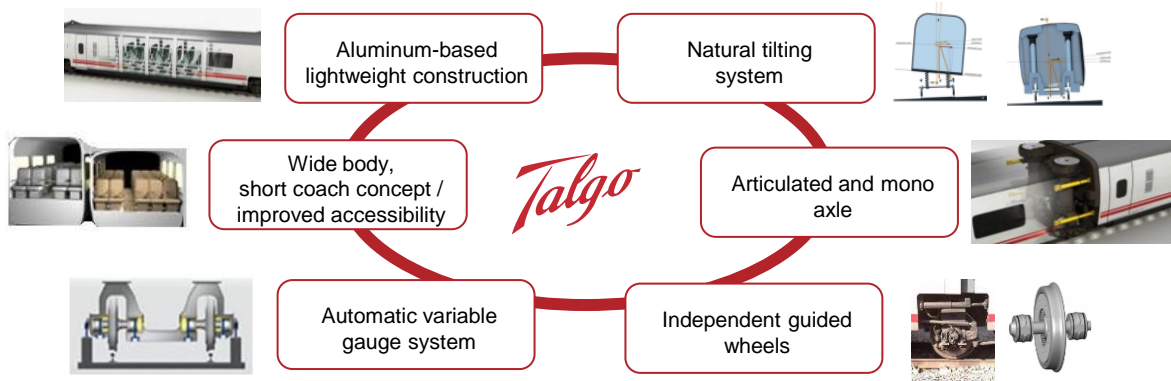 Aluminum-based
lightweight construction
Natural tilting
system
Wide body,
short coach concept /
improved accessibility
Talgo
Articulated and mono
axle
Automatic variable
gauge system
Independent guided
wheels